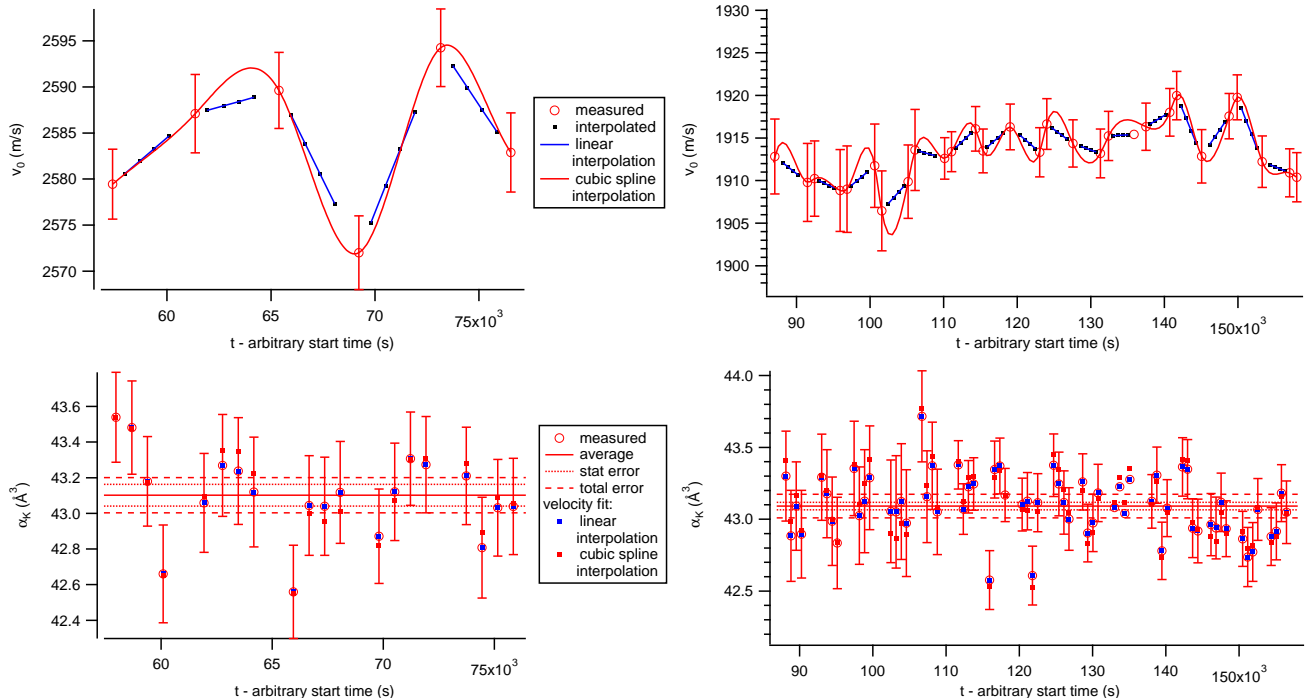 2595
2590
2585
2580
2575
2570
v0 (m/s)
60
65
70
75x10³
t - arbitrary start time (s)
measured
interpolated
linear
interpolation
cubic spline
interpolation
1930
1925
1920
1915
1910
1905
1900
v0 (m/s)
90
100
110
120
130
140
150x10³
t - arbitrary start time (s)
43.6
43.4
43.2
43.0
42.8
42.6
42.4
αK (Å³)
60
65
70
75x10³
t - arbitrary start time (s)
measured
average
stat error
total error
velocity fit:
linear
interpolation
cubic spline
interpolation
44.0
43.5
43.0
42.5
αK (Å³)
90
100
110
120
130
140
150x10³
t - arbitrary start time (s)